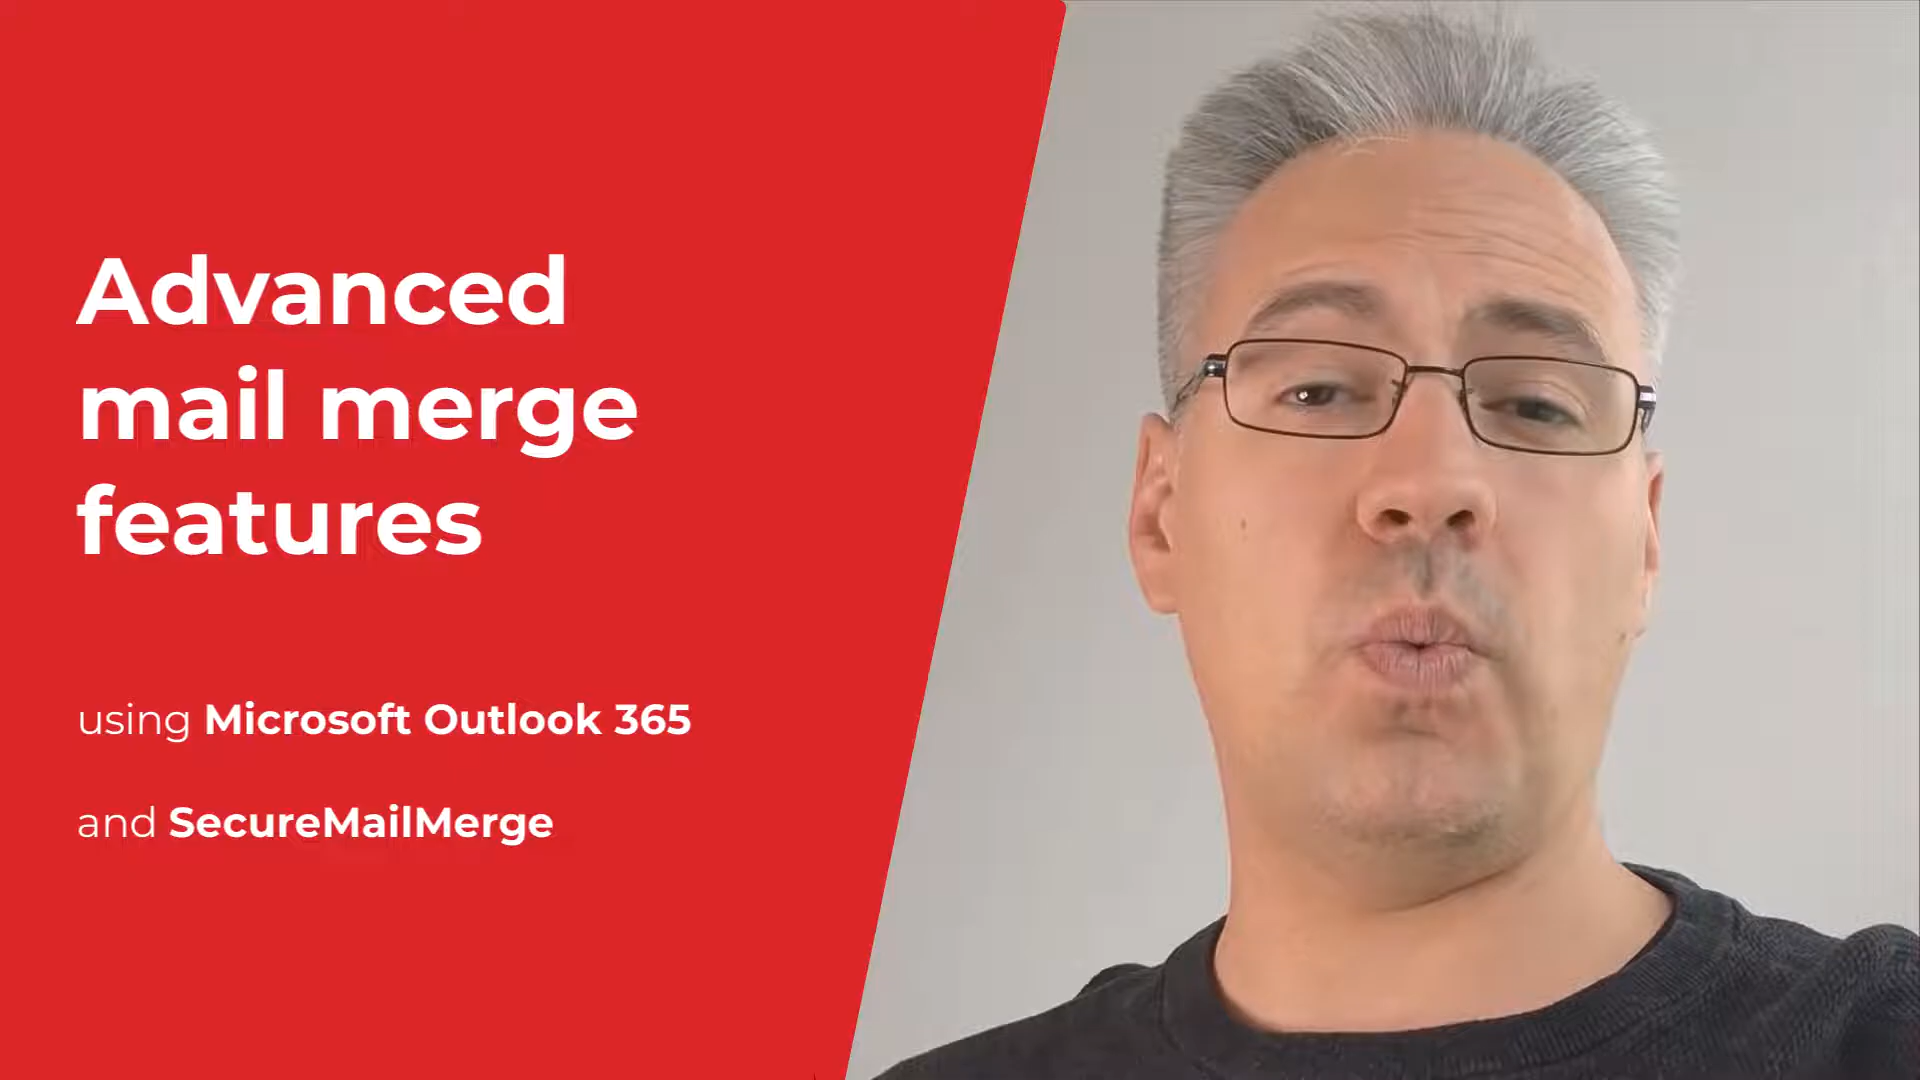 Advanced
mail merge
features
using Microsoft Outlook 365
and SecureMailMerge